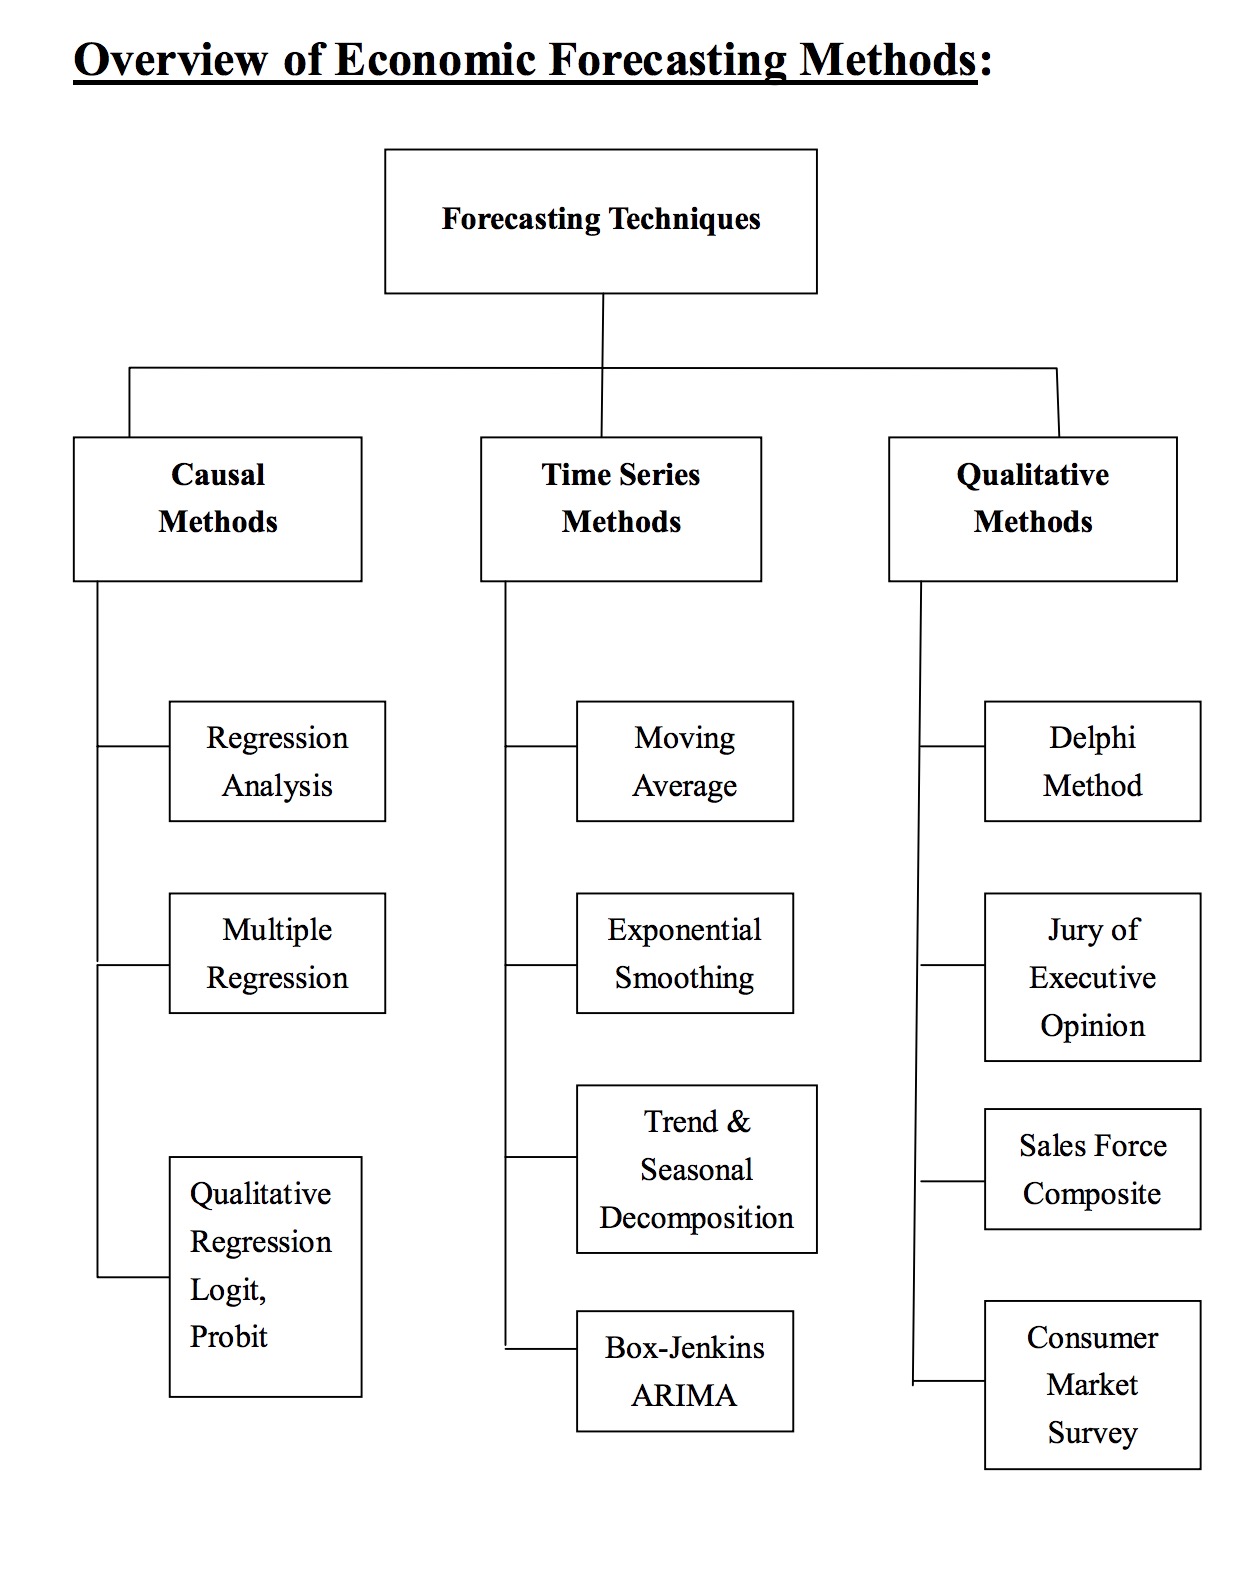 Overview of Economic Forecasting Methods:
Forecasting Techniques
Causal
Methods
Time Series
Methods
Qualitative
Methods
Regression
Analysis
Moving
Average
Delphi
Method
Multiple
Regression
Exponential
Smoothing
Jury of
Executive
Opinion
Qualitative
Regression
Logit,
Probit
Trend &
Seasonal
Decomposition
Sales Force
Composite
Box-Jenkins
ARIMA
Consumer
Market
Survey